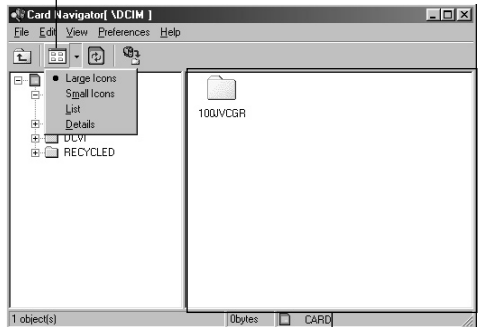 Card Navigator[ \DCIM ]
File Edit View Preferences Help
Large Icons
Small Icons
List
Details
DCVI
RECYCLED
100JVCGR
1 object(s)
0bytes
CARD